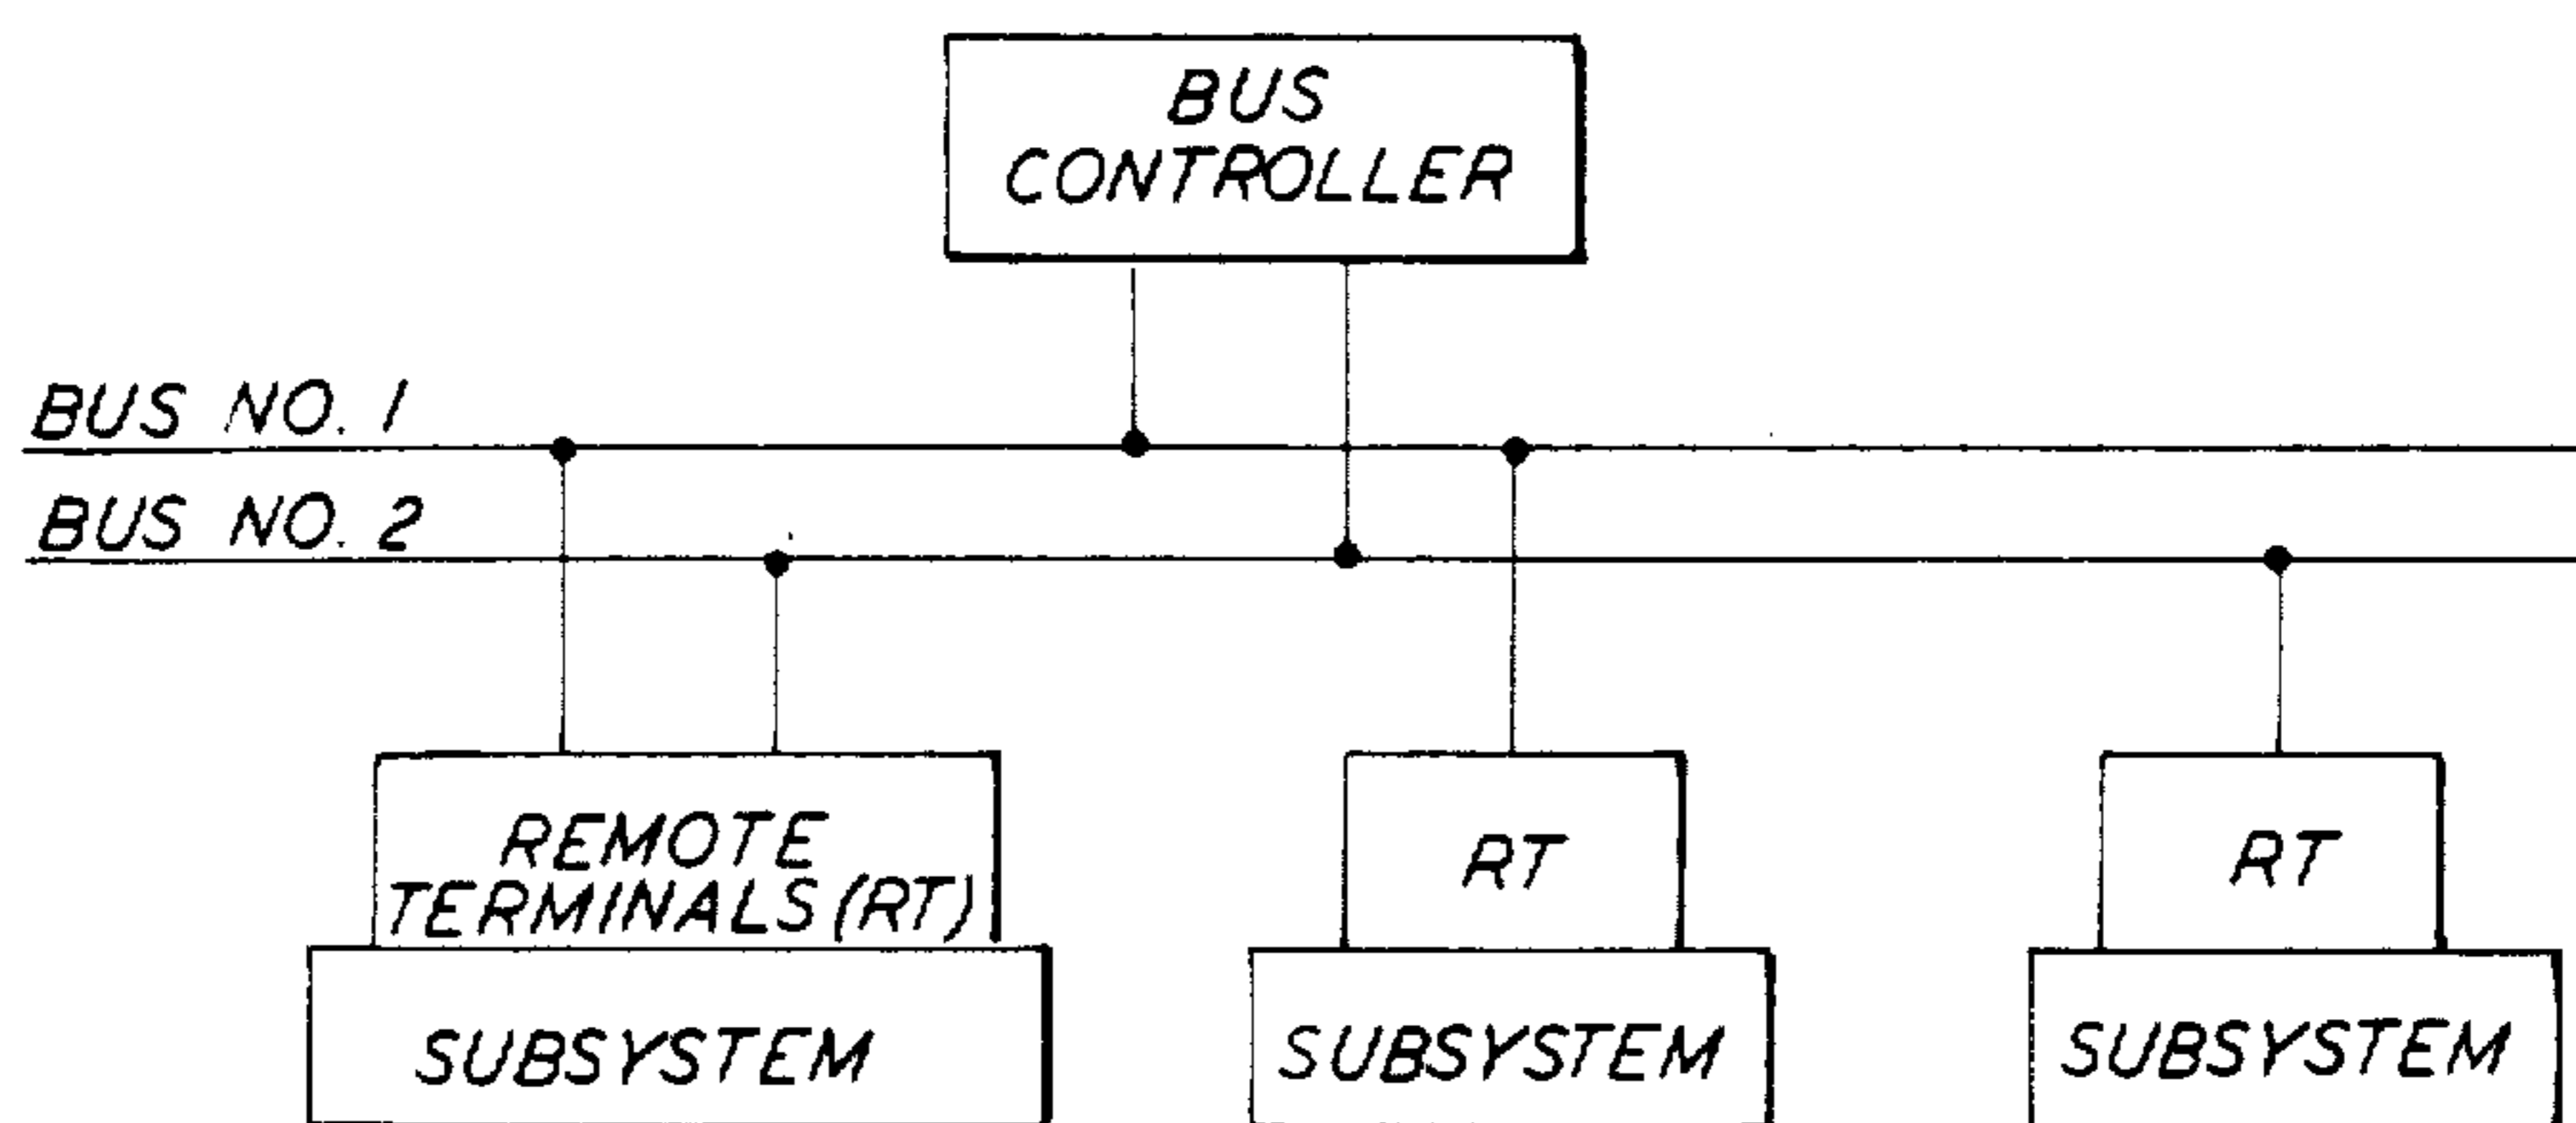 BUS
CONTROLLER
BUS NO. 1
BUS NO. 2
REMOTE
TERMINALS (RT)
RT
RT
SUBSYSTEM
SUBSYSTEM
SUBSYSTEM